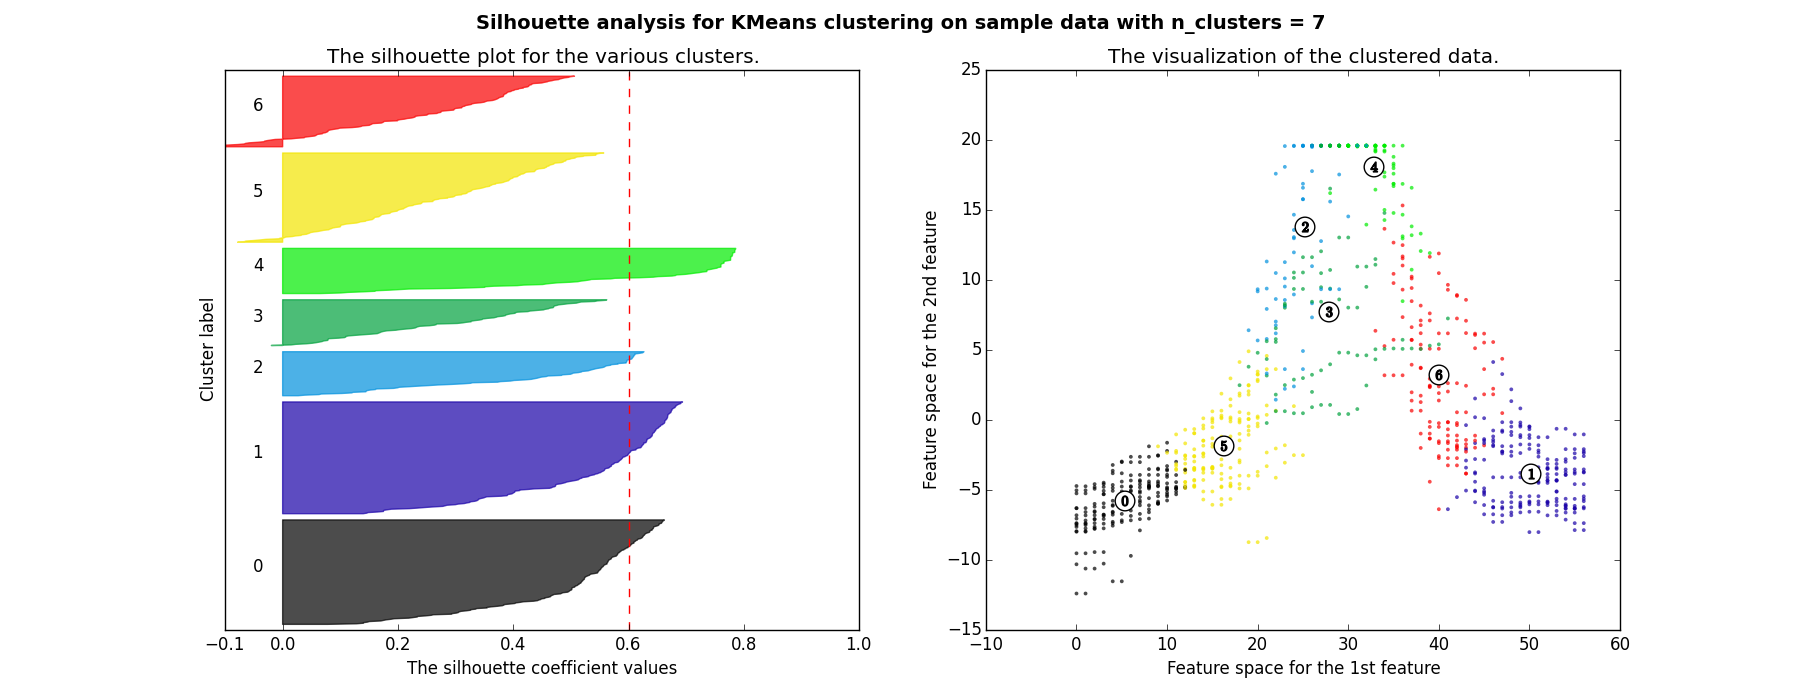 Silhouette analysis for KMeans clustering on sample data with n_clusters = 7
The silhouette plot for the various clusters.
6
5
4
3
2
1
0
Cluster label
−0.1 0.0 0.2 0.4 0.6 0.8 1.0
The silhouette coefficient values
The visualization of the clustered data.
25
20
15
10
5
0
−5
−10
−15
Feature space for the 2nd feature
4
2
3
6
5
1
0
−10 0 10 20 30 40 50 60
Feature space for the 1st feature